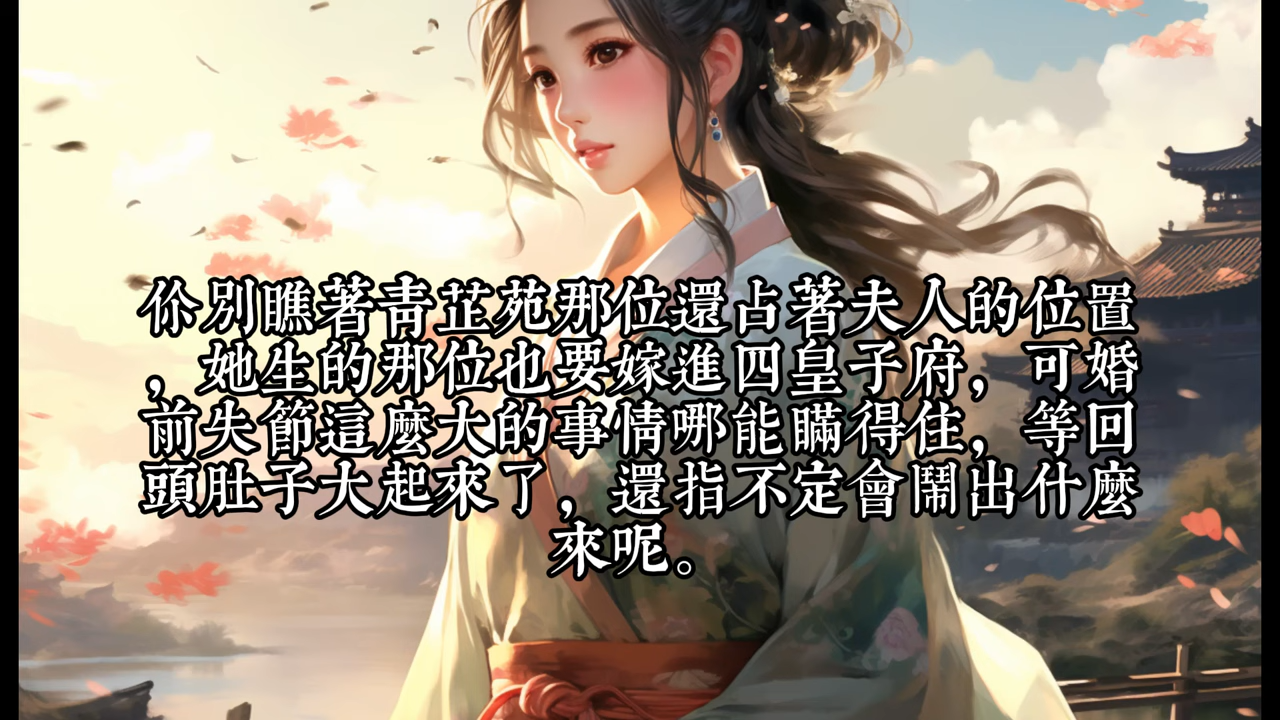 你別瞧著青芷苑那位還占著夫人的位置
，她生的那位也要嫁進四皇子府，可婚
前失節這麼大的事情哪能瞞得住，等回
頭肚子大起來了，還指不定會鬧出什麼
來呢。